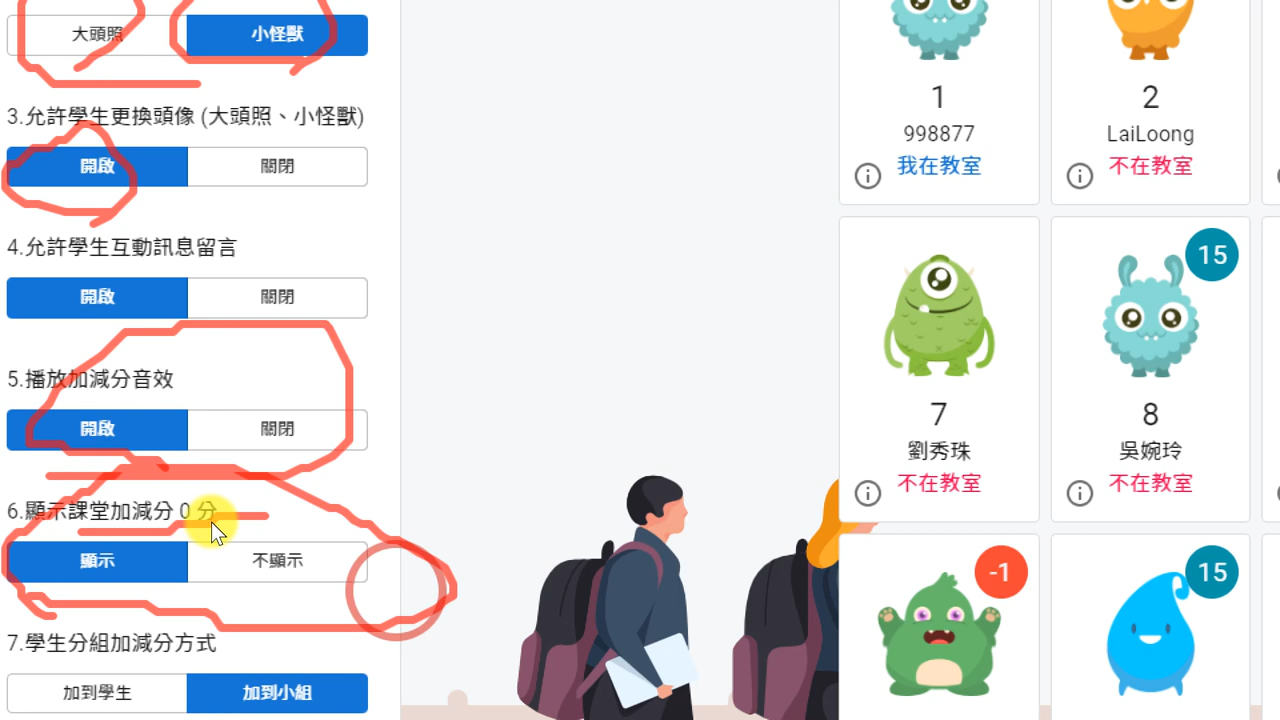 大頭照 小怪獸
3.允許學生更換頭像 (大頭照、小怪獸)
開啟 關閉
4.允許學生互動訊息留言
開啟 關閉
5.播放加減分音效
開啟 關閉
6.顯示課堂加減分 0 分
顯示 不顯示
7.學生分組加減分方式
加到學生 加到小組
1
998877
我在教室
2
LaiLoong
不在教室
7
劉秀珠
不在教室
15
8
吳婉玲
不在教室
-1
15